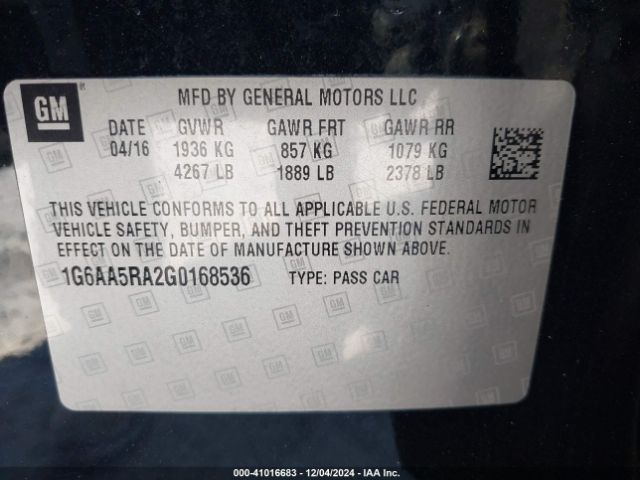 GM
MFD BY GENERAL MOTORS LLC
DATE GVWR GAWR FRT GAWR RR
04/16 1936 KG 857 KG 1079 KG
4267 LB 1889 LB 2378 LB
THIS VEHICLE CONFORMS TO ALL APPLICABLE U.S. FEDERAL MOTOR
VEHICLE SAFETY, BUMPER, AND THEFT PREVENTION STANDARDS IN
EFFECT ON THE DATE OF MANUFACTURE SHOWN ABOVE.
1G6AA5RA2G0168536 TYPE: PASS CAR
000-41016683 - 12/04/2024 - IAA Inc.